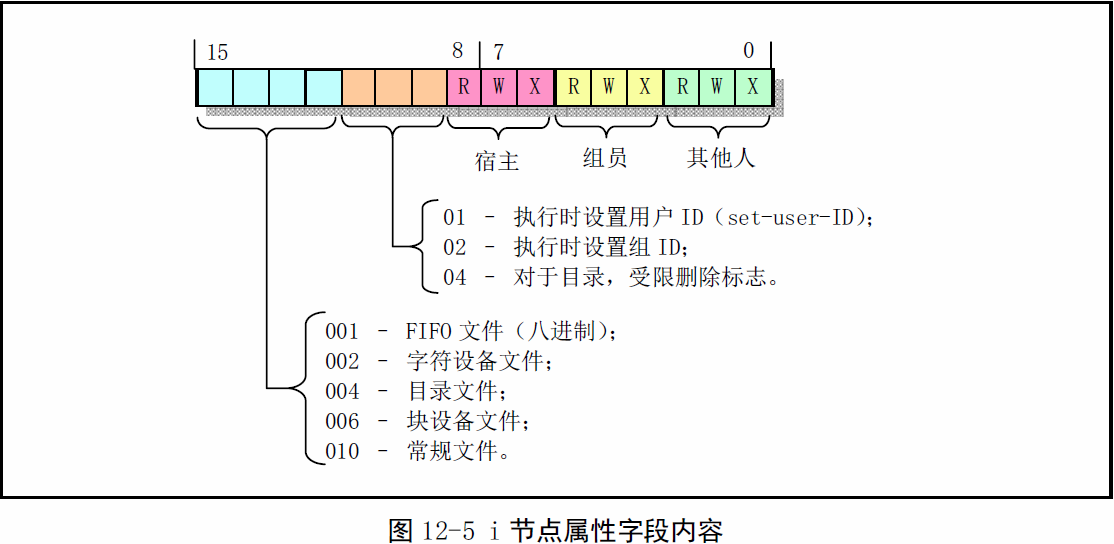 15 8 7 0
R W X R W X R W X
宿主 组员 其他人
01 - 执行时设置用户 ID（set-user-ID）；
02 - 执行时设置组 ID；
04 - 对于目录，受限删除标志。
001 - FIFO 文件（八进制）；
002 - 字符设备文件；
004 - 目录文件；
006 - 块设备文件；
010 - 常规文件。
图 12-5 i 节点属性字段内容